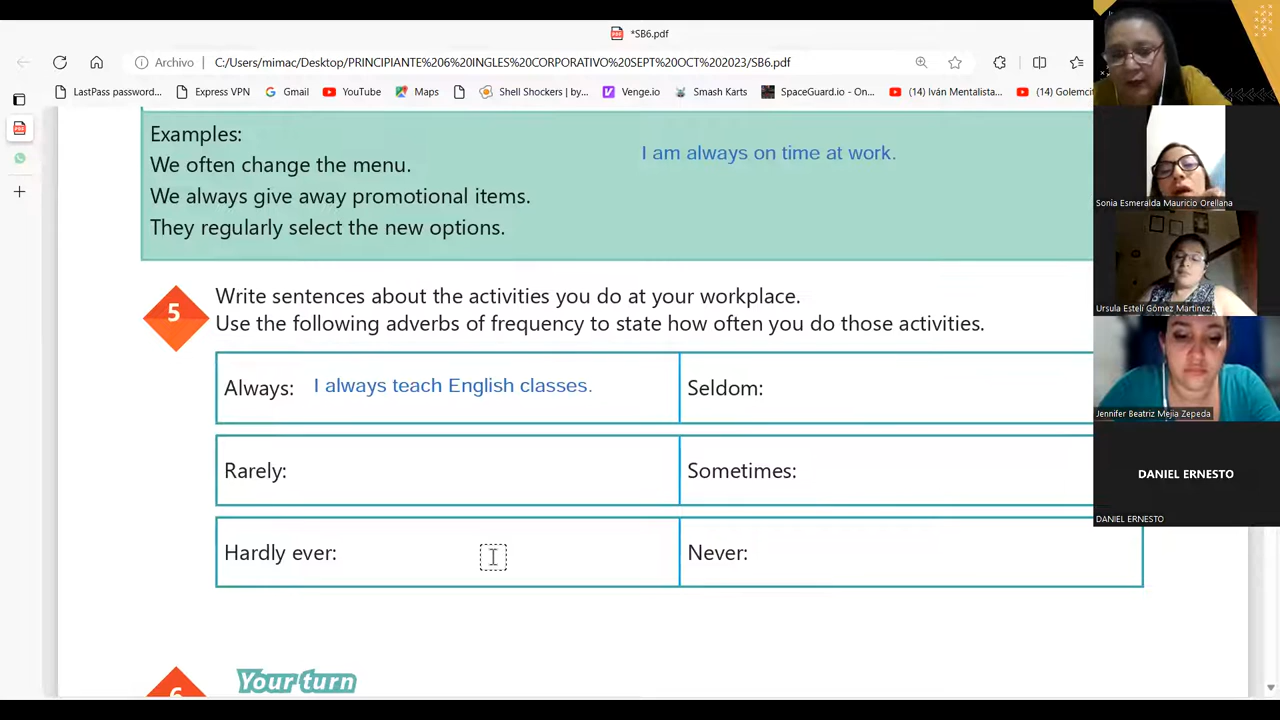 *SB6.pdf
Archivo C:/Users/mimac/Desktop/PRINCIPIANTE%206%20INGLES%20CORPORATIVO%20SEPT%20OCT%202023/SB6.pdf
LastPass password... Express VPN Gmail YouTube Maps Shell Shockers | by... Venge.io Smash Karts SpaceGuard.io - On... (14) Iván Mentalista... (14) Golemcit
Examples:
We often change the menu.
I am always on time at work.
We always give away promotional items.
They regularly select the new options.
5
Write sentences about the activities you do at your workplace.
Use the following adverbs of frequency to state how often you do those activities.
Always: I always teach English classes.
Seldom:
Rarely:
Sometimes:
Hardly ever:
Never:
6
Your turn
Sonia Esmeralda Mauricio Orellana
Ursula Estelí Gómez Martínez
Jennifer Beatriz Mejia Zepeda
DANIEL ERNESTO
DANIEL ERNESTO